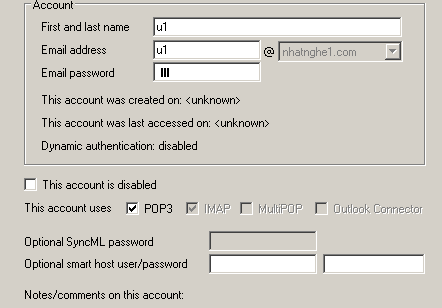 Account
First and last name u1
Email address u1 @ nhatnghe1.com
Email password
This account was created on: <unknown>
This account was last accessed on: <unknown>
Dynamic authentication: disabled
This account is disabled
This account uses POP3 IMAP MultiPOP Outlook Connector
Optional SyncML password
Optional smart host user/password
Notes/comments on this account: